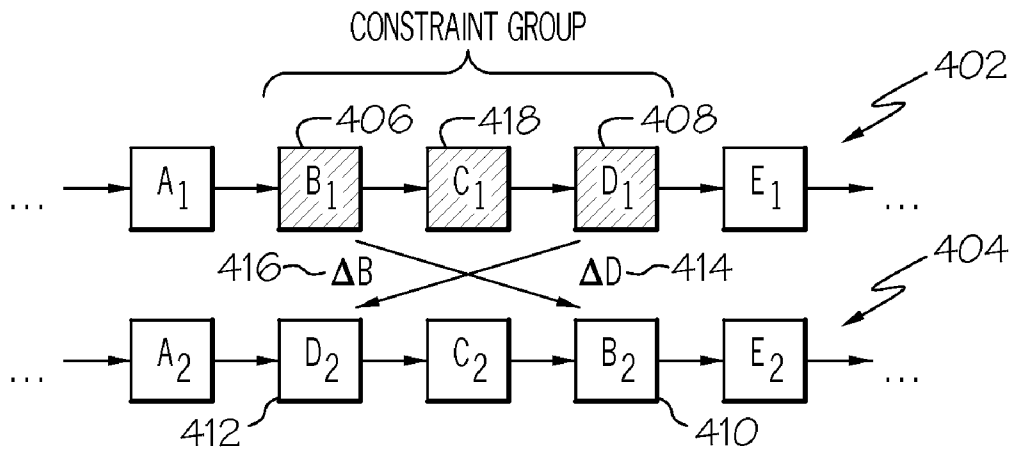 CONSTRAINT GROUP
402
406 418 408
... A1 B1 C1 D1 E1 ...
416 ΔB ΔD 414
404
... A2 D2 C2 B2 E2 ...
412 410